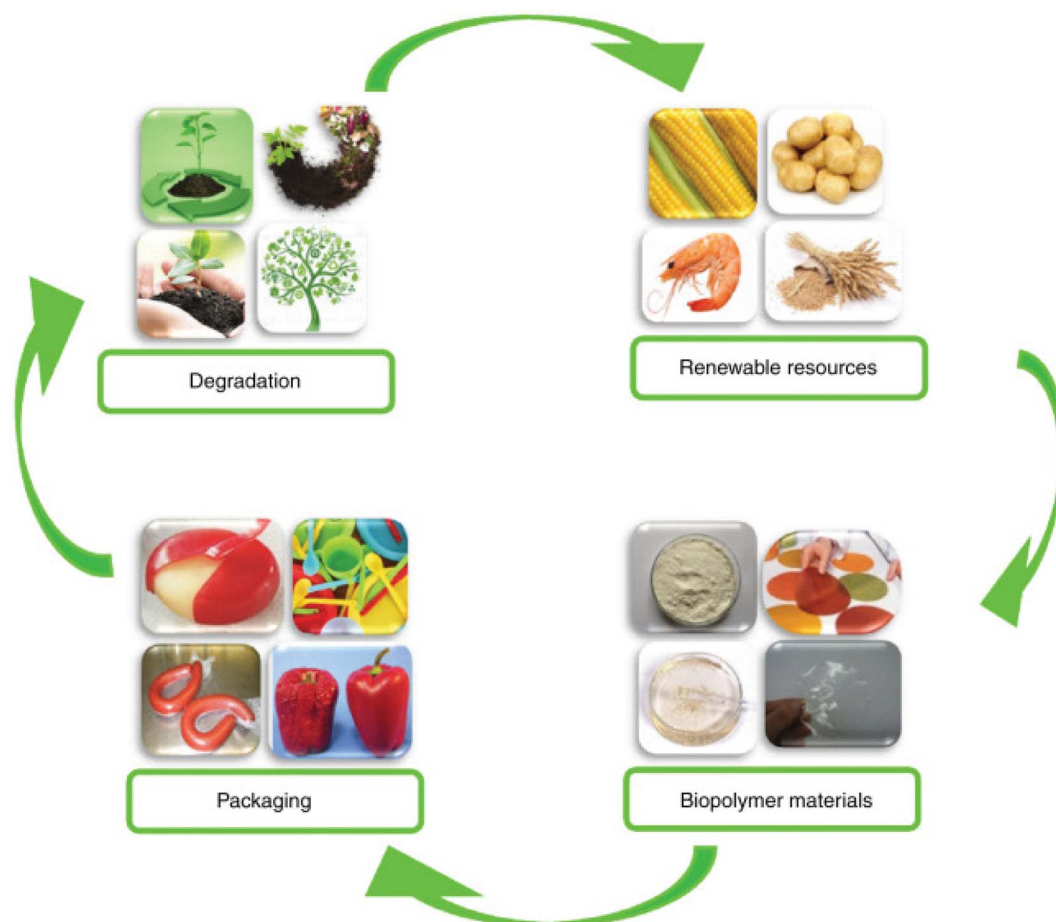 Degradation
Renewable resources
Packaging
Biopolymer materials